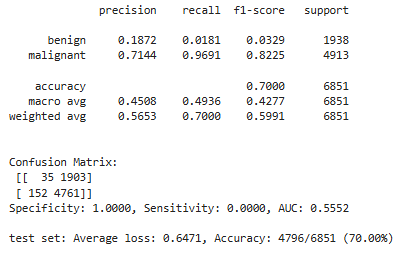 precision recall f1-score support
benign 0.1872 0.0181 0.0329 1938
malignant 0.7144 0.9691 0.8225 4913
accuracy 0.7000 6851
macro avg 0.4508 0.4936 0.4277 6851
weighted avg 0.5653 0.7000 0.5991 6851
Confusion Matrix:
[[ 35 1903]
[ 152 4761]]
Specificity: 1.0000, Sensitivity: 0.0000, AUC: 0.5552
test set: Average loss: 0.6471, Accuracy: 4796/6851 (70.00%)